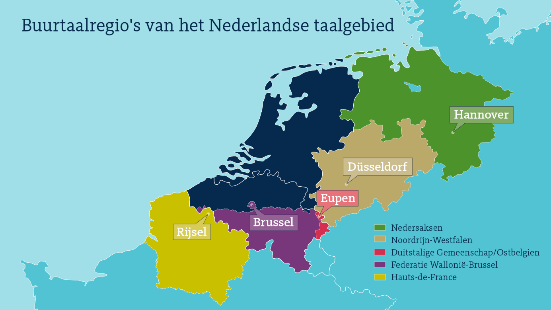 Buurtaalregio's van het Nederlandse taalgebied
Hannover
Düsseldorf
Eupen
Brussel
Rijsel
Nedersaksen
Noordrijn-Westfalen
Duitstalige Gemeenschap/Ostbelgien
Federatie Wallonië-Brussel
Hauts-de-France